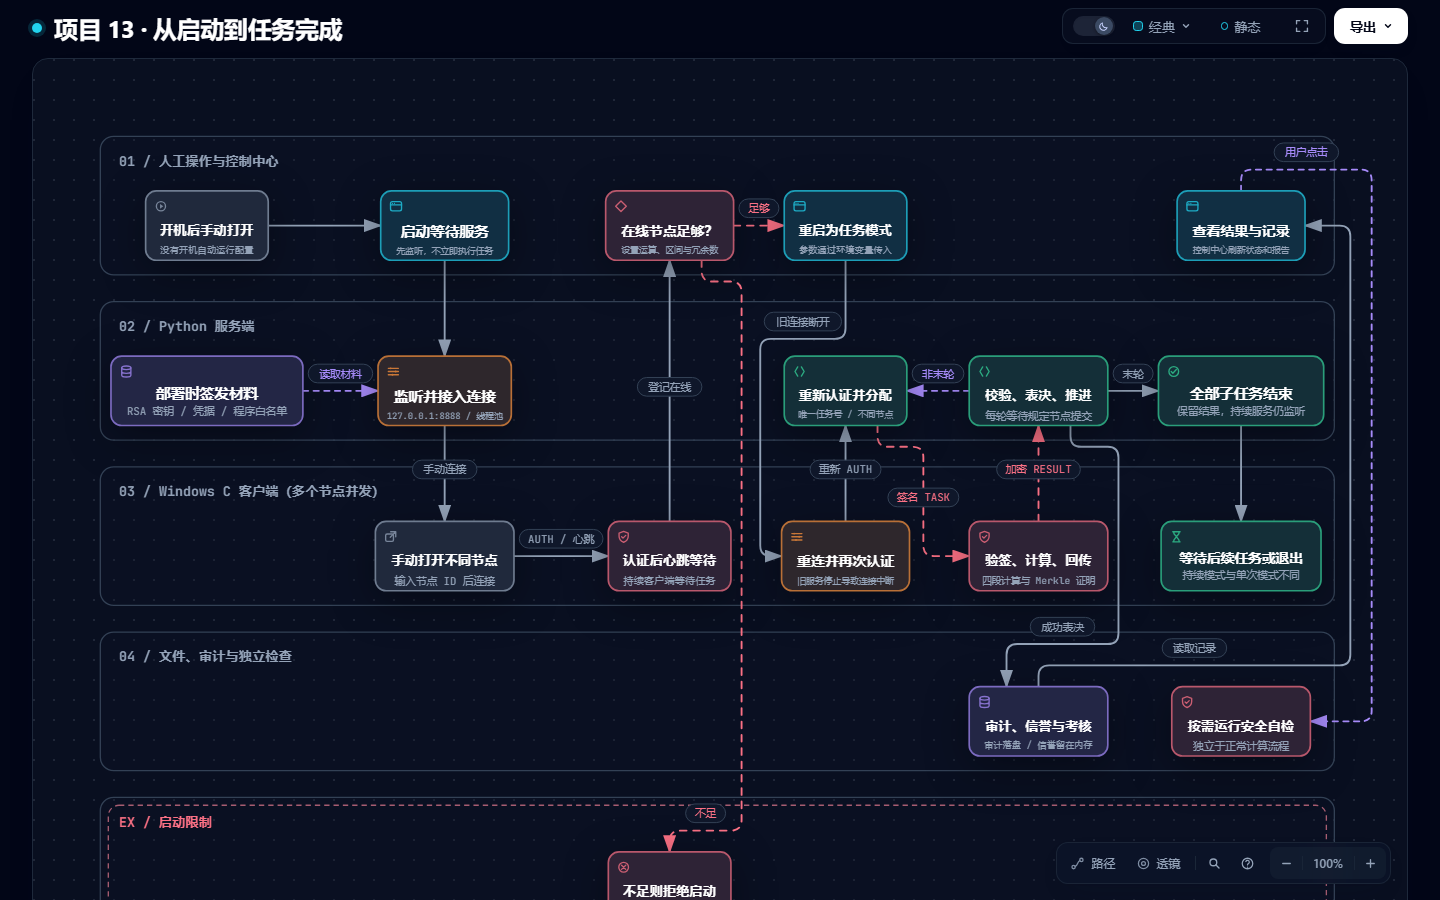 项目 13 · 从启动到任务完成
经典
静态
导出
01 / 人工操作与控制中心
用户点击
开机后手动打开
没有开机自动运行配置
启动等待服务
先监听，不立即执行任务
在线节点足够?
设置运算、区间与冗余数
足够
重启为任务模式
参数通过环境变量传入
查看结果与记录
控制中心刷新状态和报告
02 / Python 服务端
旧连接断开
部署时签发材料
RSA 密钥 / 凭据 / 程序白名单
读取材料
监听并接入连接
127.0.0.1:8888 / 线程池
登记在线
重新认证并分配
唯一任务号 / 不同节点
非末轮
校验、表决、推进
每轮等待规定节点提交
末轮
全部子任务结束
保留结果，持续服务仍监听
手动连接
重新 AUTH
加密 RESULT
签名 TASK
03 / Windows C 客户端（多个节点并发）
手动打开不同节点
输入节点 ID 后连接
AUTH / 心跳
认证后心跳等待
持续客户端等待任务
重连并再次认证
旧服务停止导致连接中断
验签、计算、回传
四段计算与 Merkle 证明
等待后续任务或退出
持续模式与单次模式不同
成功表决
读取记录
04 / 文件、审计与独立检查
审计、信誉与考核
审计落盘 / 信誉留在内存
按需运行安全自检
独立于正常计算流程
EX / 启动限制
不足
不足则拒绝启动
路径
透镜
100%